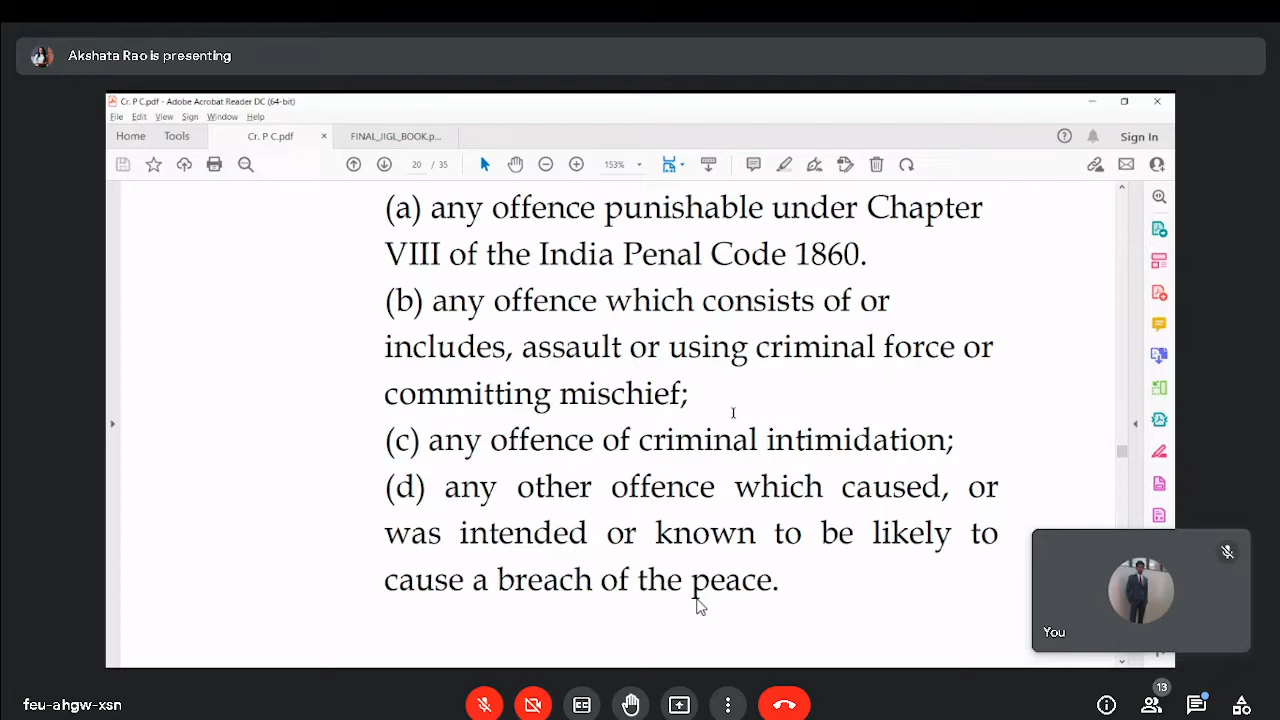 Akshata Rao is presenting
Cr. P C.pdf - Adobe Acrobat Reader DC (64-bit)
File Edit View Sign Window Help
Home Tools Cr. P C.pdf × FINAL_JIGL_BOOK.p... Sign In
20 / 35 153%
(a) any offence punishable under Chapter
VIII of the India Penal Code 1860.
(b) any offence which consists of or
includes, assault or using criminal force or
committing mischief;
(c) any offence of criminal intimidation;
(d) any other offence which caused, or
was intended or known to be likely to
cause a breach of the peace.
You
feu-ahgw-xsn
13